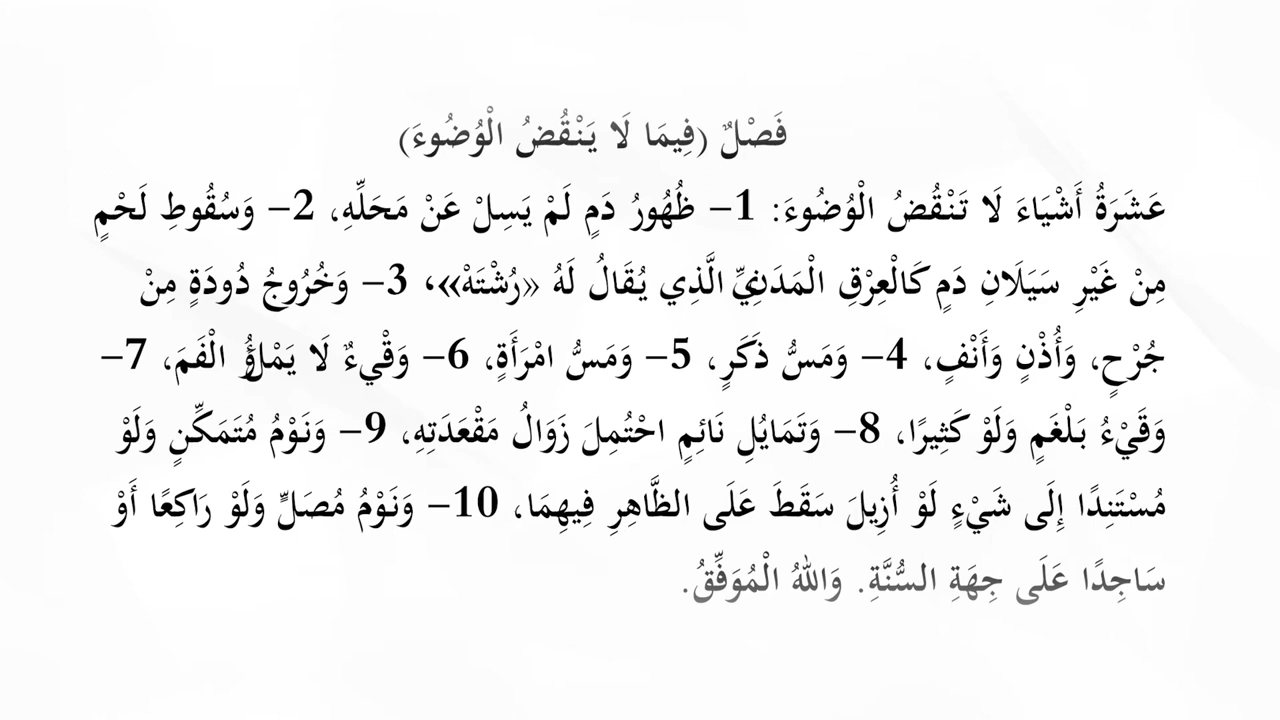 فَصْلٌ (فِيمَا لَا يَنْقُضُ الْوُضُوءَ)
عَشَرَةُ أَشْيَاءَ لَا تَنْقُضُ الْوُضُوءَ: 1- ظُهُورُ دَمٍ لَمْ يَسِلْ عَنْ مَحَلِّهِ، 2- وَسُقُوطِ لَحْمٍ
مِنْ غَيْرِ سَيَلَانِ دَمٍ كَالْعِرْقِ الْمَدَنِيِّ الَّذِي يُقَالُ لَهُ «رُشْتَهْ»، 3- وَخُرُوجُ دُودَةٍ مِنْ
جُرْحٍ، وَأُذْنٍ وَأَنْفٍ، 4- وَمَسُّ ذَكَرٍ، 5- وَمَسُّ امْرَأَةٍ، 6- وَقْيءٌ لَا يَمْلؤُ الْفَمَ، 7-
وَقَيْءُ بَلْغَمٍ وَلَوْ كَثِيرًا، 8- وَتَمَايُلِ نَائِمٍ احْتُمِلَ زَوَالُ مَقْعَدَتِهِ، 9- وَنَوْمُ مُتَمَكِّنٍ وَلَوْ
مُسْتَنِدًا إِلَى شَيْءٍ لَوْ أُزِيلَ سَقَطَ عَلَى الظَّاهِرِ فِيهِمَا، 10- وَنَوْمُ مُصَلٍّ وَلَوْ رَاكِعًا أَوْ
سَاجِدًا عَلَى جِهَةِ السُّنَّةِ. وَاللهُ الْمُوَفِّقُ.